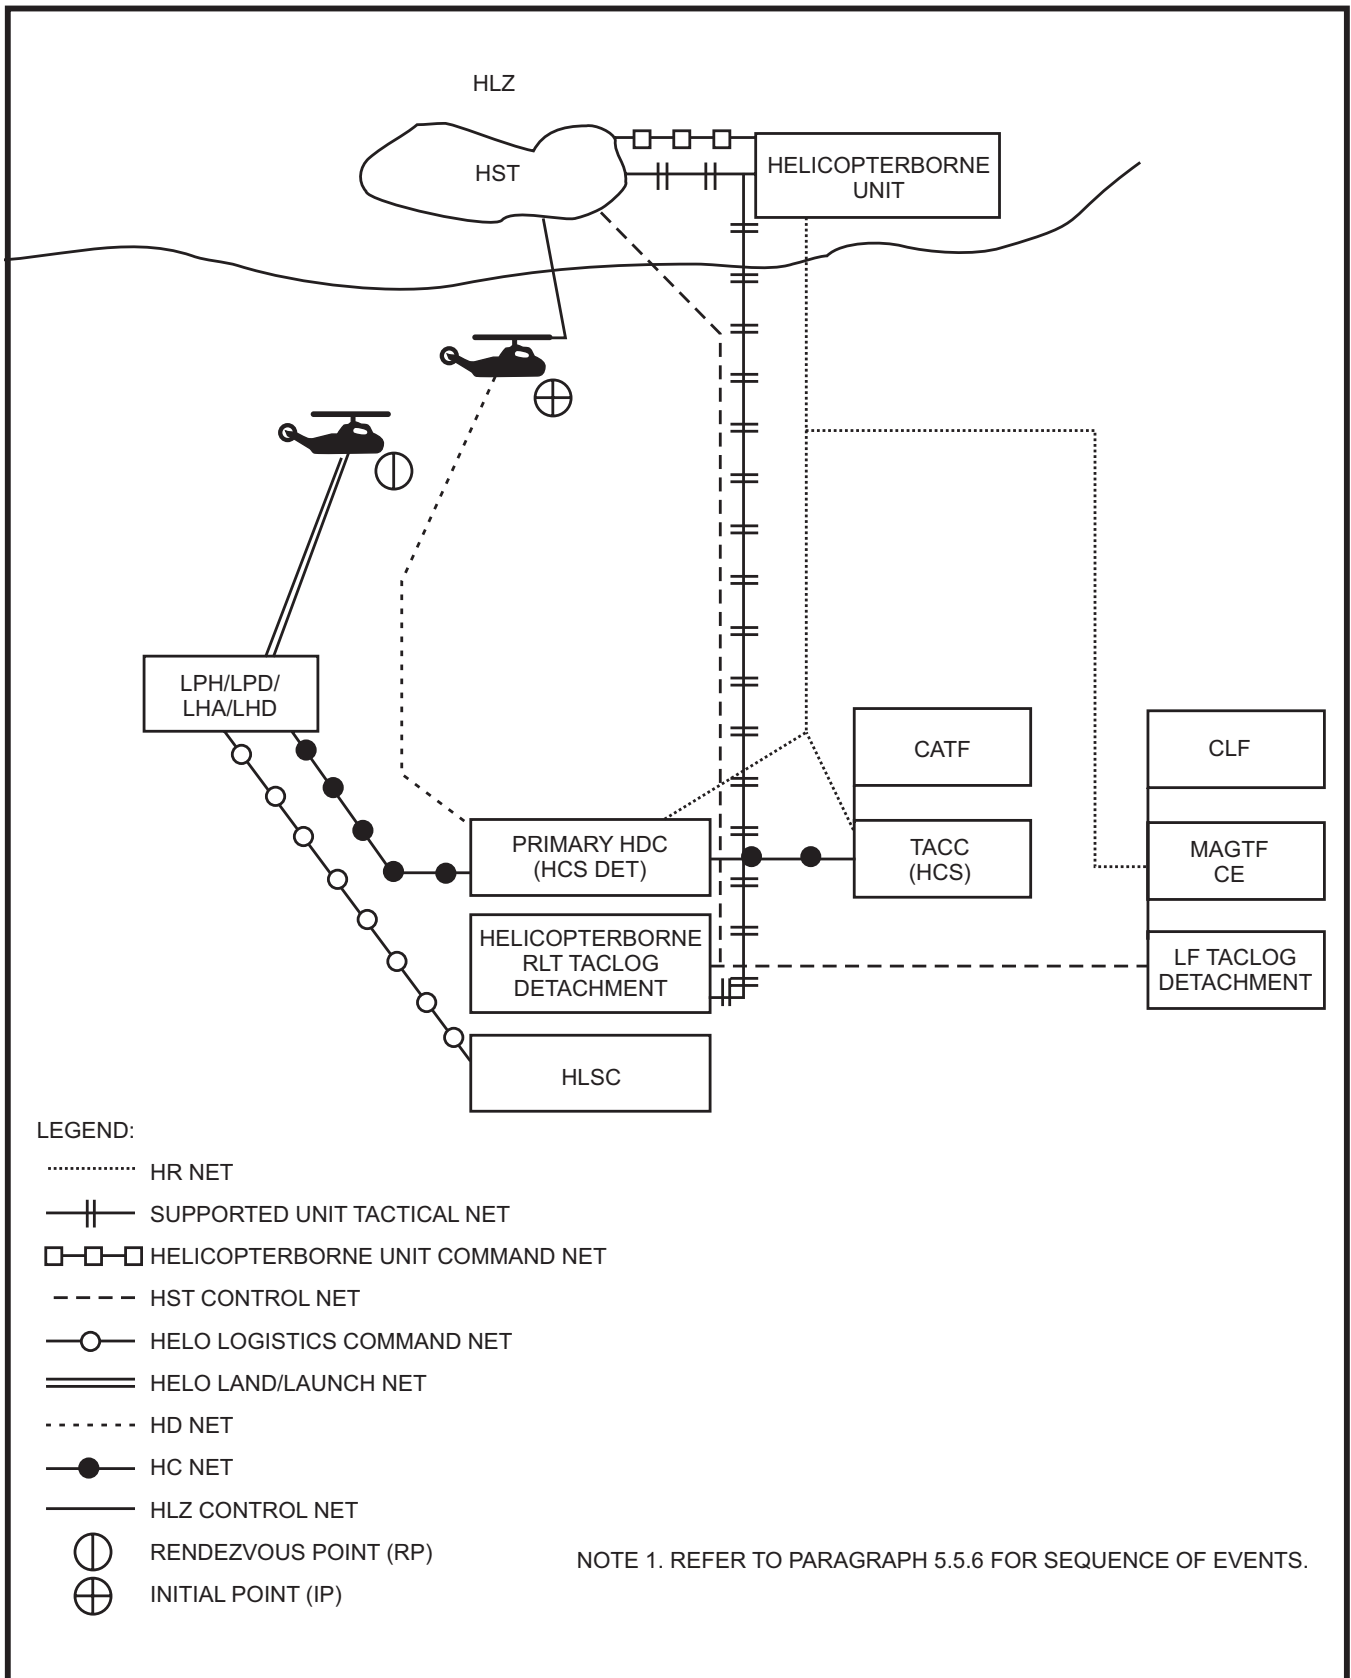 HLZ
HST
HELICOPTERBORNE
UNIT
LPH/LPD/
LHA/LHD
CATF
CLF
PRIMARY HDC
(HCS DET)
TACC
(HCS)
MAGTF
CE
HELICOPTERBORNE
RLT TACLOG
DETACHMENT
LF TACLOG
DETACHMENT
HLSC
LEGEND:
HR NET
SUPPORTED UNIT TACTICAL NET
HELICOPTERBORNE UNIT COMMAND NET
HST CONTROL NET
HELO LOGISTICS COMMAND NET
HELO LAND/LAUNCH NET
HD NET
HC NET
HLZ CONTROL NET
RENDEZVOUS POINT (RP)
NOTE 1. REFER TO PARAGRAPH 5.5.6 FOR SEQUENCE OF EVENTS.
INITIAL POINT (IP)